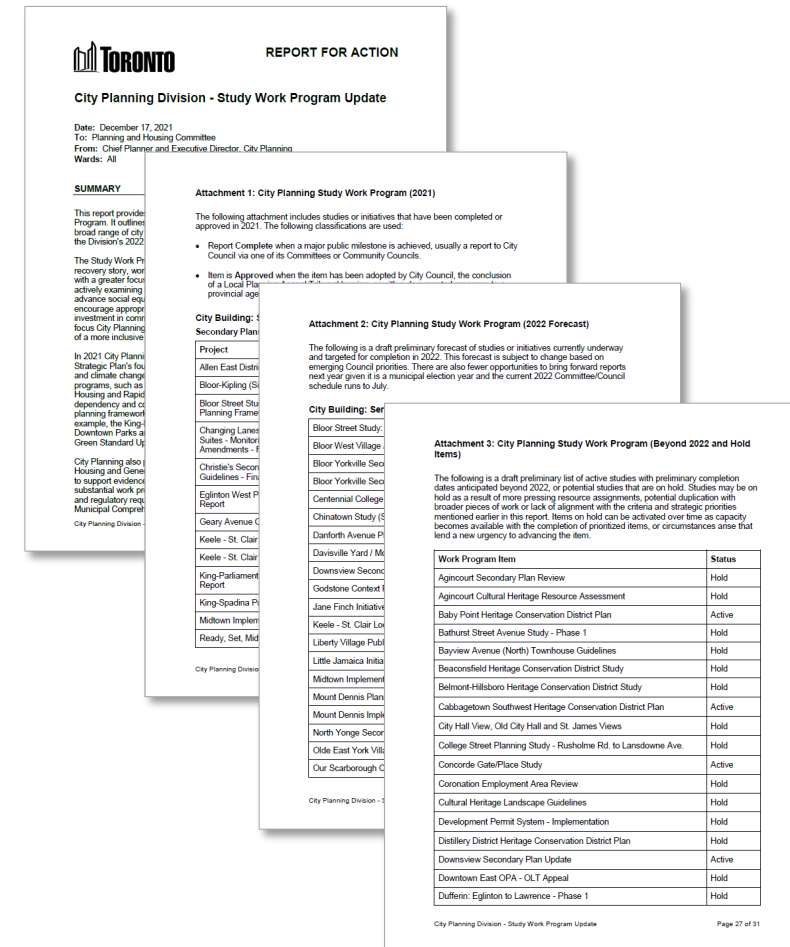 TORONTO
REPORT FOR ACTION
City Planning Division - Study Work Program Update
Date: December 17, 2021
To: Planning and Housing Committee
From: Chief Planner and Executive Director, City Planning
Wards: All
SUMMARY
This report provide
Program. It outlines
broad range of city
the Division's 2022
The Study Work Pr
recovery story, wor
with a greater focus
actively examining
advance social equ
encourage appropr
investment in comm
focus City Planning
of a more inclusive
In 2021 City Planni
Strategic Plan's fou
and climate change
programs, such as
Housing and Rapid
dependency and co
planning framework
example, the King-
Downtown Parks a
Green Standard Up
City Planning also p
Housing and Gene
to support evidence
substantial work pr
and regulatory requ
Municipal Compreh
City Planning Division -
Attachment 1: City Planning Study Work Program (2021)
The following attachment includes studies or initiatives that have been completed or
approved in 2021. The following classifications are used:
• Report Complete when a major public milestone is achieved, usually a report to City
Council via one of its Committees or Community Councils.
• Item is Approved when the item has been adopted by City Council, the conclusion
of a Local Plan
provincial age
City Building: S
Secondary Plan
Project
Allen East Distri
Bloor-Kipling (Si
Bloor Street Stu
Planning Frame
Changing Lanes
Suites - Monitori
Amendments - F
Christie's Secon
Guidelines - Fina
Eglinton West P
Report
Geary Avenue C
Keele - St. Clair
Keele - St. Clair
King-Parliament
Report
King-Spadina P
Midtown Implem
Ready, Set, Mid
City Planning Divisio
Attachment 2: City Planning Study Work Program (2022 Forecast)
The following is a draft preliminary forecast of studies or initiatives currently underway
and targeted for completion in 2022. This forecast is subject to change based on
emerging Council priorities. There are also fewer opportunities to bring forward reports
next year given it is a municipal election year and the current 2022 Committee/Council
schedule runs to July.
City Building: Ser
Bloor Street Study:
Bloor West Village
Bloor Yorkville Seco
Bloor Yorkville Seco
Centennial College
Chinatown Study (S
Danforth Avenue P
Davisville Yard / Mc
Downsview Second
Godstone Context F
Jane Finch Initiative
Keele - St. Clair Loc
Liberty Village Publ
Little Jamaica Initia
Midtown Implement
Mount Dennis Plan
Mount Dennis Imple
North Yonge Secor
Olde East York Villa
Our Scarborough C
City Planning Division - S
Attachment 3: City Planning Study Work Program (Beyond 2022 and Hold
Items)
The following is a draft preliminary list of active studies with preliminary completion
dates anticipated beyond 2022, or potential studies that are on hold. Studies may be on
hold as a result of more pressing resource assignments, potential duplication with
broader pieces of work or lack of alignment with the criteria and strategic priorities
mentioned earlier in this report. Items on hold can be activated over time as capacity
becomes available with the completion of prioritized items, or circumstances arise that
lend a new urgency to advancing the item.
Work Program Item Status
Agincourt Secondary Plan Review Hold
Agincourt Cultural Heritage Resource Assessment Hold
Baby Point Heritage Conservation District Plan Active
Bathurst Street Avenue Study - Phase 1 Hold
Bayview Avenue (North) Townhouse Guidelines Hold
Beaconsfield Heritage Conservation District Study Hold
Belmont-Hillsboro Heritage Conservation District Study Hold
Cabbagetown Southwest Heritage Conservation District Plan Active
City Hall View, Old City Hall and St. James Views Hold
College Street Planning Study - Rusholme Rd. to Lansdowne Ave. Hold
Concorde Gate/Place Study Active
Coronation Employment Area Review Hold
Cultural Heritage Landscape Guidelines Hold
Development Permit System - Implementation Hold
Distillery District Heritage Conservation District Plan Hold
Downsview Secondary Plan Update Active
Downtown East OPA - OLT Appeal Hold
Dufferin: Eglinton to Lawrence - Phase 1 Hold
City Planning Division - Study Work Program Update Page 27 of 31